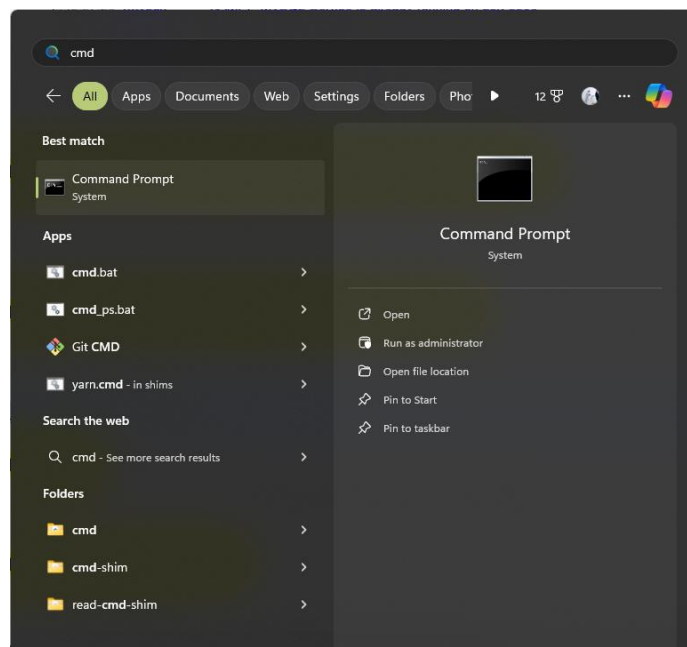 cmd
All Apps Documents Web Settings Folders Pho 12
Best match
Command Prompt
System
Apps
cmd.bat
cmd_ps.bat
Git CMD
yarn.cmd - in shims
Search the web
cmd - See more search results
Folders
cmd
cmd-shim
read-cmd-shim
Command Prompt
System
Open
Run as administrator
Open file location
Pin to Start
Pin to taskbar